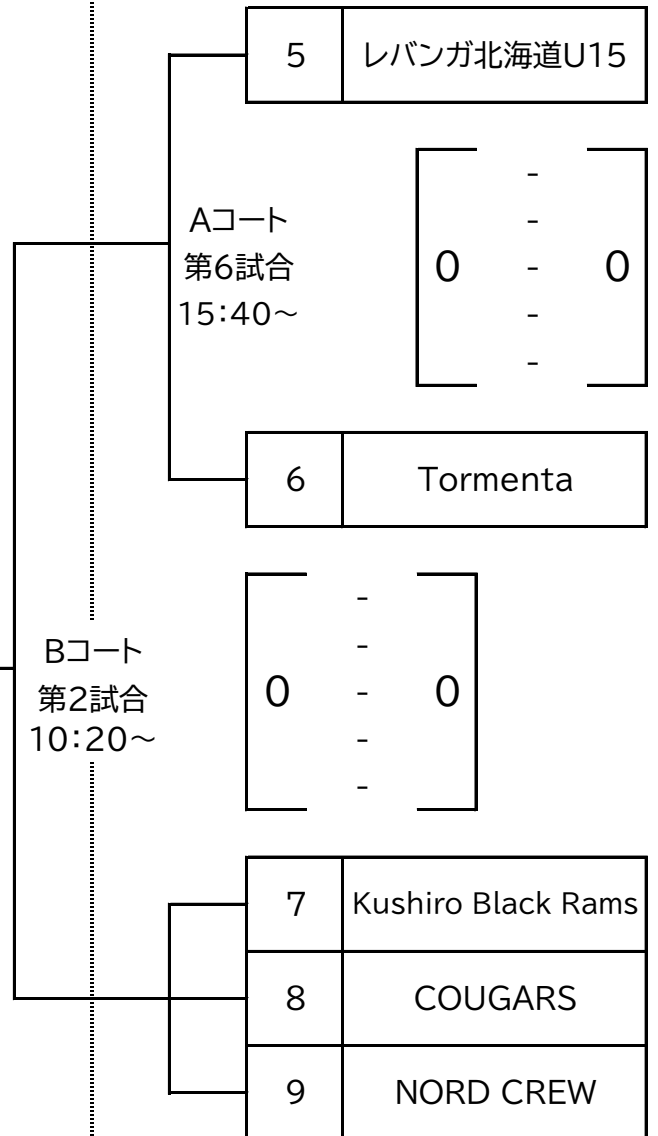 5 レバンガ北海道U15
-
Aコート
-
第6試合
0 - 0
15：40～
-
-
6 Tormenta
-
Bコート
-
第2試合
0 - 0
10：20～
-
-
7 Kushiro Black Rams
8 COUGARS
9 NORD CREW